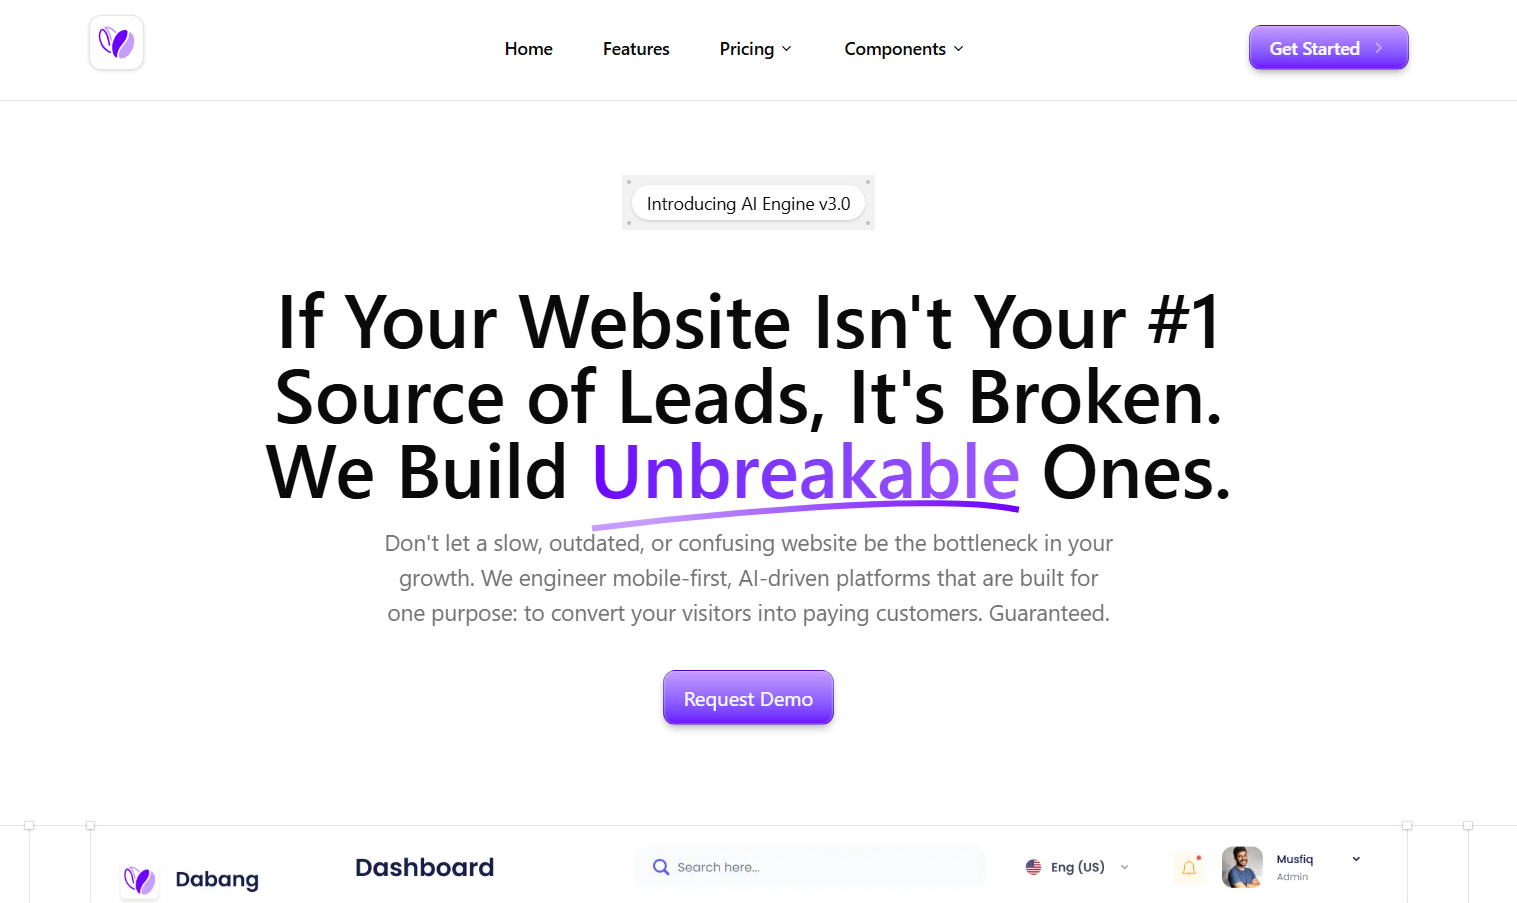 Home Features Pricing Components Get Started
Introducing AI Engine v3.0
If Your Website Isn't Your #1
Source of Leads, It's Broken.
We Build Unbreakable Ones.
Don't let a slow, outdated, or confusing website be the bottleneck in your
growth. We engineer mobile-first, AI-driven platforms that are built for
one purpose: to convert your visitors into paying customers. Guaranteed.
Request Demo
Dabang Dashboard Search here... Eng (US) Musfiq
Admin